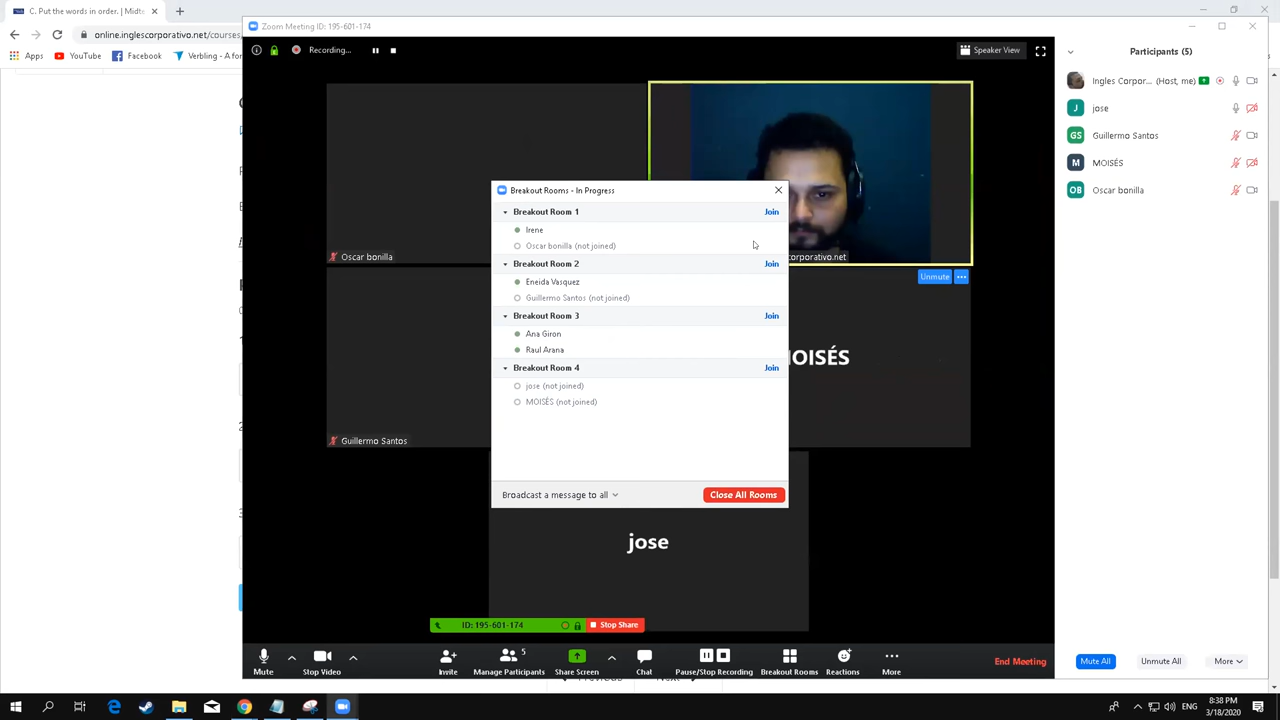 C. Put the words in order. | Midte
online.inglescorporativo.net/courses,
Apps
YouTube
Facebook
Verbling - A for
Zoom Meeting ID: 195-601-174
Recording...
Speaker View
Participants (5)
Ingles Corpor... (Host, me)
J jose
GS Guillermo Santos
M MOISÉS
OB Oscar bonilla
Oscar bonilla
corporativo.net
Unmute
Guillermo Santos
OISÉS
jose
Breakout Rooms - In Progress
Breakout Room 1 Join
Irene
Oscar bonilla (not joined)
Breakout Room 2 Join
Eneida Vasquez
Guillermo Santos (not joined)
Breakout Room 3 Join
Ana Giron
Raul Arana
Breakout Room 4 Join
jose (not joined)
MOISÉS (not joined)
Broadcast a message to all
Close All Rooms
ID: 195-601-174
Stop Share
Mute
Stop Video
Invite
5
Manage Participants
Share Screen
Chat
Pause/Stop Recording
Breakout Rooms
Reactions
More
End Meeting
Mute All
Unmute All
More
ENG
8:38 PM
3/18/2020